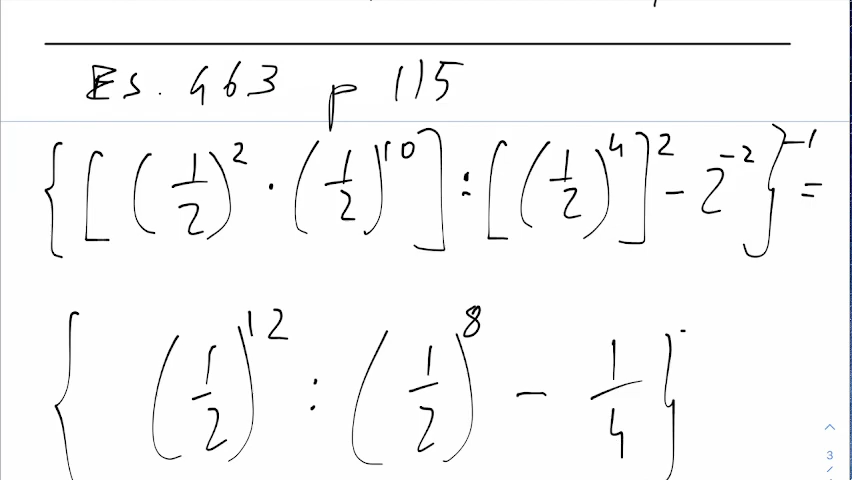 Es. 463 p 115
{[(1/2)^2 · (1/2)^10] : [(1/2)^4]^2 - 2^-2}^-1 =
{(1/2)^12 : (1/2)^8 - 1/4}
3